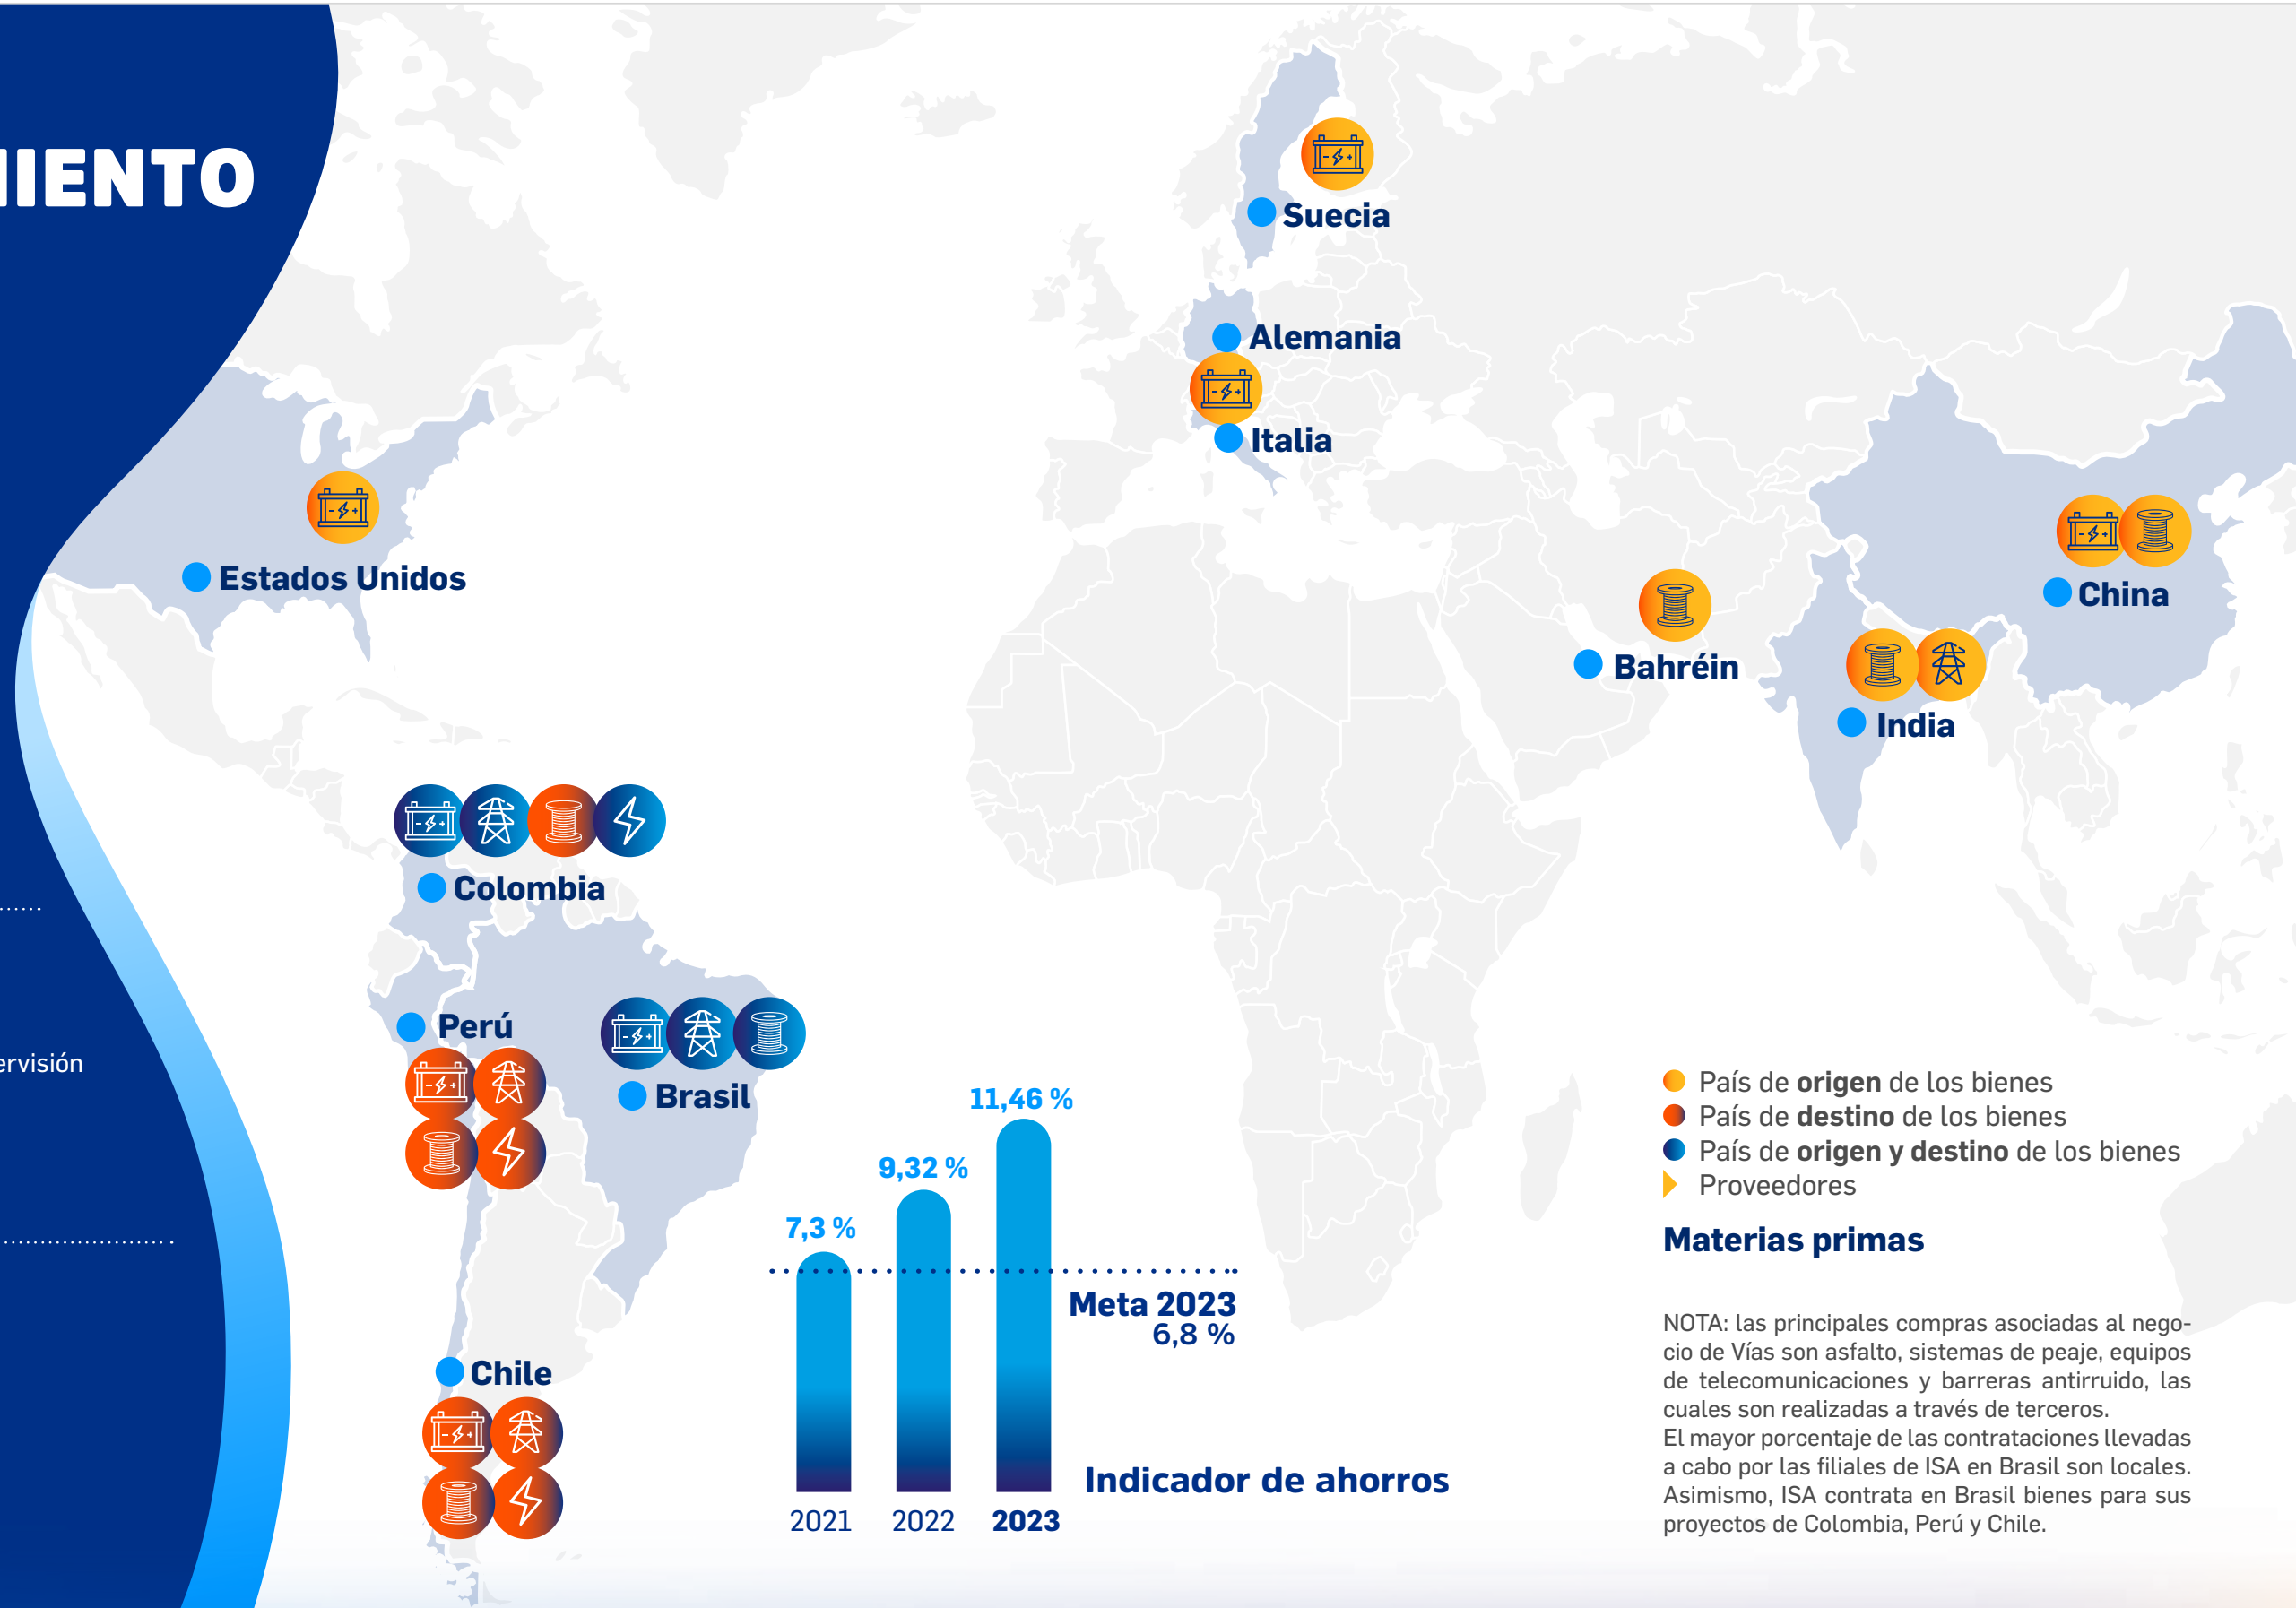 MIENTO
ervisión
Suecia
Alemania
Italia
Estados Unidos
China
Bahréin
India
Colombia
Perú
Brasil
Chile
11,46 %
9,32 %
7,3 %
Meta 2023
6,8 %
Indicador de ahorros
2021 2022 2023
País de origen de los bienes
País de destino de los bienes
País de origen y destino de los bienes
Proveedores
Materias primas
NOTA: las principales compras asociadas al nego-
cio de Vías son asfalto, sistemas de peaje, equipos
de telecomunicaciones y barreras antirruido, las
cuales son realizadas a través de terceros.
El mayor porcentaje de las contrataciones llevadas
a cabo por las filiales de ISA en Brasil son locales.
Asimismo, ISA contrata en Brasil bienes para sus
proyectos de Colombia, Perú y Chile.